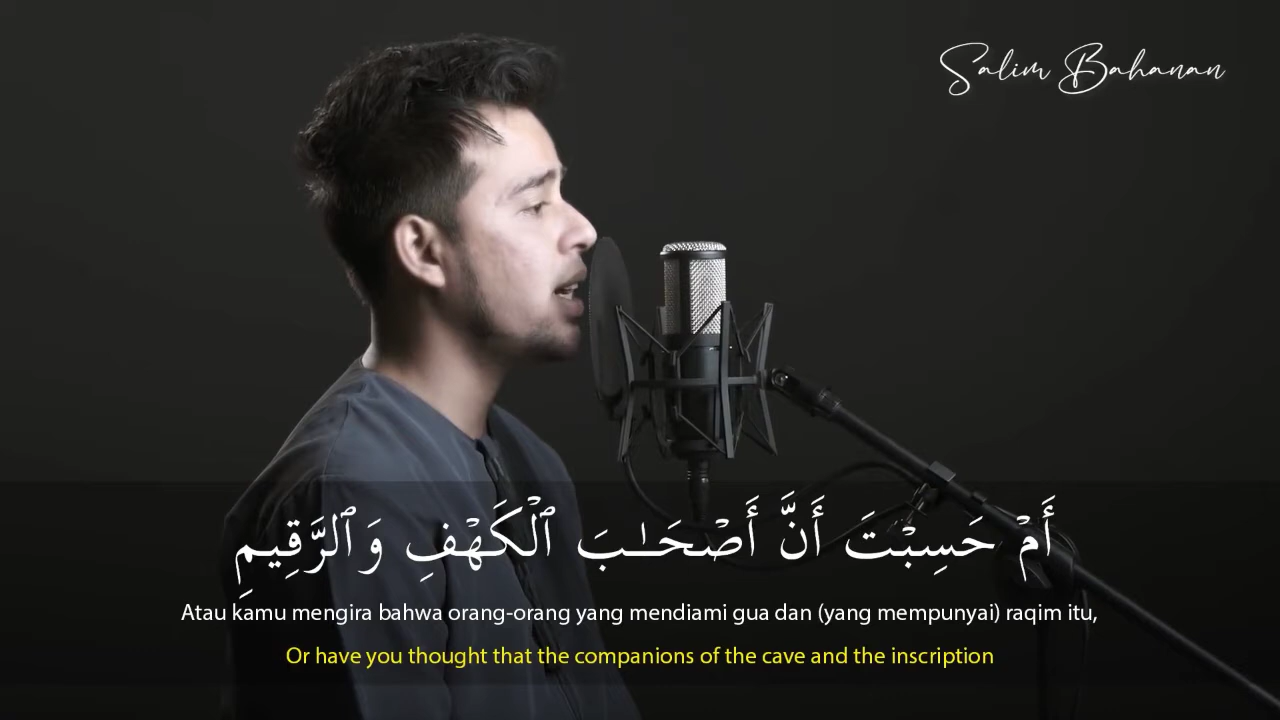 Salim Bahanan
أَمْ حَسِبْتَ أَنَّ أَصْحَـٰبَ ٱلْكَهْفِ وَٱلرَّقِيمِ
Atau kamu mengira bahwa orang-orang yang mendiami gua dan (yang mempunyai) raqim itu,
Or have you thought that the companions of the cave and the inscription